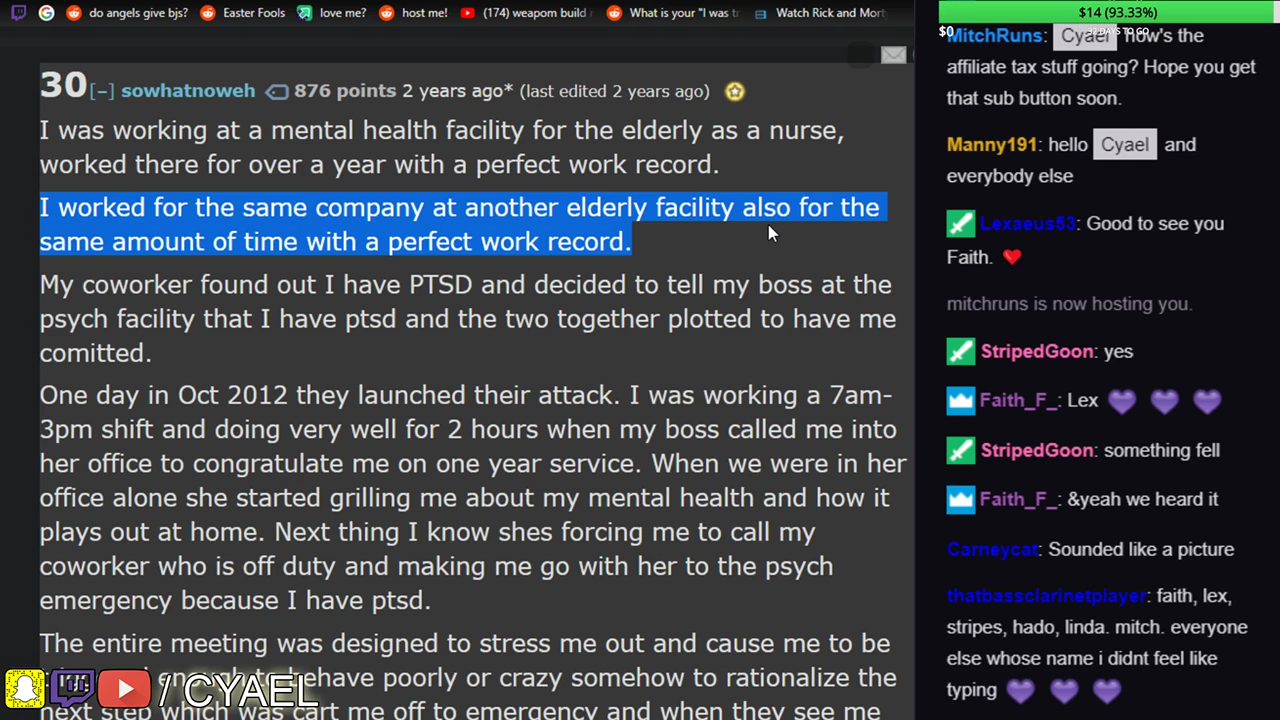 do angels give bjs?
Easter Fools
love me?
host me!
(174) weapom build
What is your "I was
Watch Rick and Mort
30 [–] sowhatnoweh 876 points 2 years ago* (last edited 2 years ago)
I was working at a mental health facility for the elderly as a nurse,
worked there for over a year with a perfect work record.
I worked for the same company at another elderly facility also for the
same amount of time with a perfect work record.
My coworker found out I have PTSD and decided to tell my boss at the
psych facility that I have ptsd and the two together plotted to have me
comitted.
One day in Oct 2012 they launched their attack. I was working a 7am-
3pm shift and doing very well for 2 hours when my boss called me into
her office to congratulate me on one year service. When we were in her
office alone she started grilling me about my mental health and how it
plays out at home. Next thing I know shes forcing me to call my
coworker who is off duty and making me go with her to the psych
emergency because I have ptsd.
The entire meeting was designed to stress me out and cause me to be
behave poorly or crazy somehow to rationalize the
next step which was cart me off to emergency and when they see me
/ CYAEL
$14 (93.33%)
$0
DAYS TO GO
MitchRuns: Cyael how's the
affiliate tax stuff going? Hope you get
that sub button soon.
Manny191: hello Cyael and
everybody else
Lexaeus53: Good to see you
Faith. ❤
mitchruns is now hosting you.
StripedGoon: yes
Faith_F_: Lex 💜 💜 💜
StripedGoon: something fell
Faith_F_: &yeah we heard it
Carneycat: Sounded like a picture
thatbassclarinetplayer: faith, lex,
stripes, hado, linda. mitch. everyone
else whose name i didnt feel like
typing 💜 💜 💜